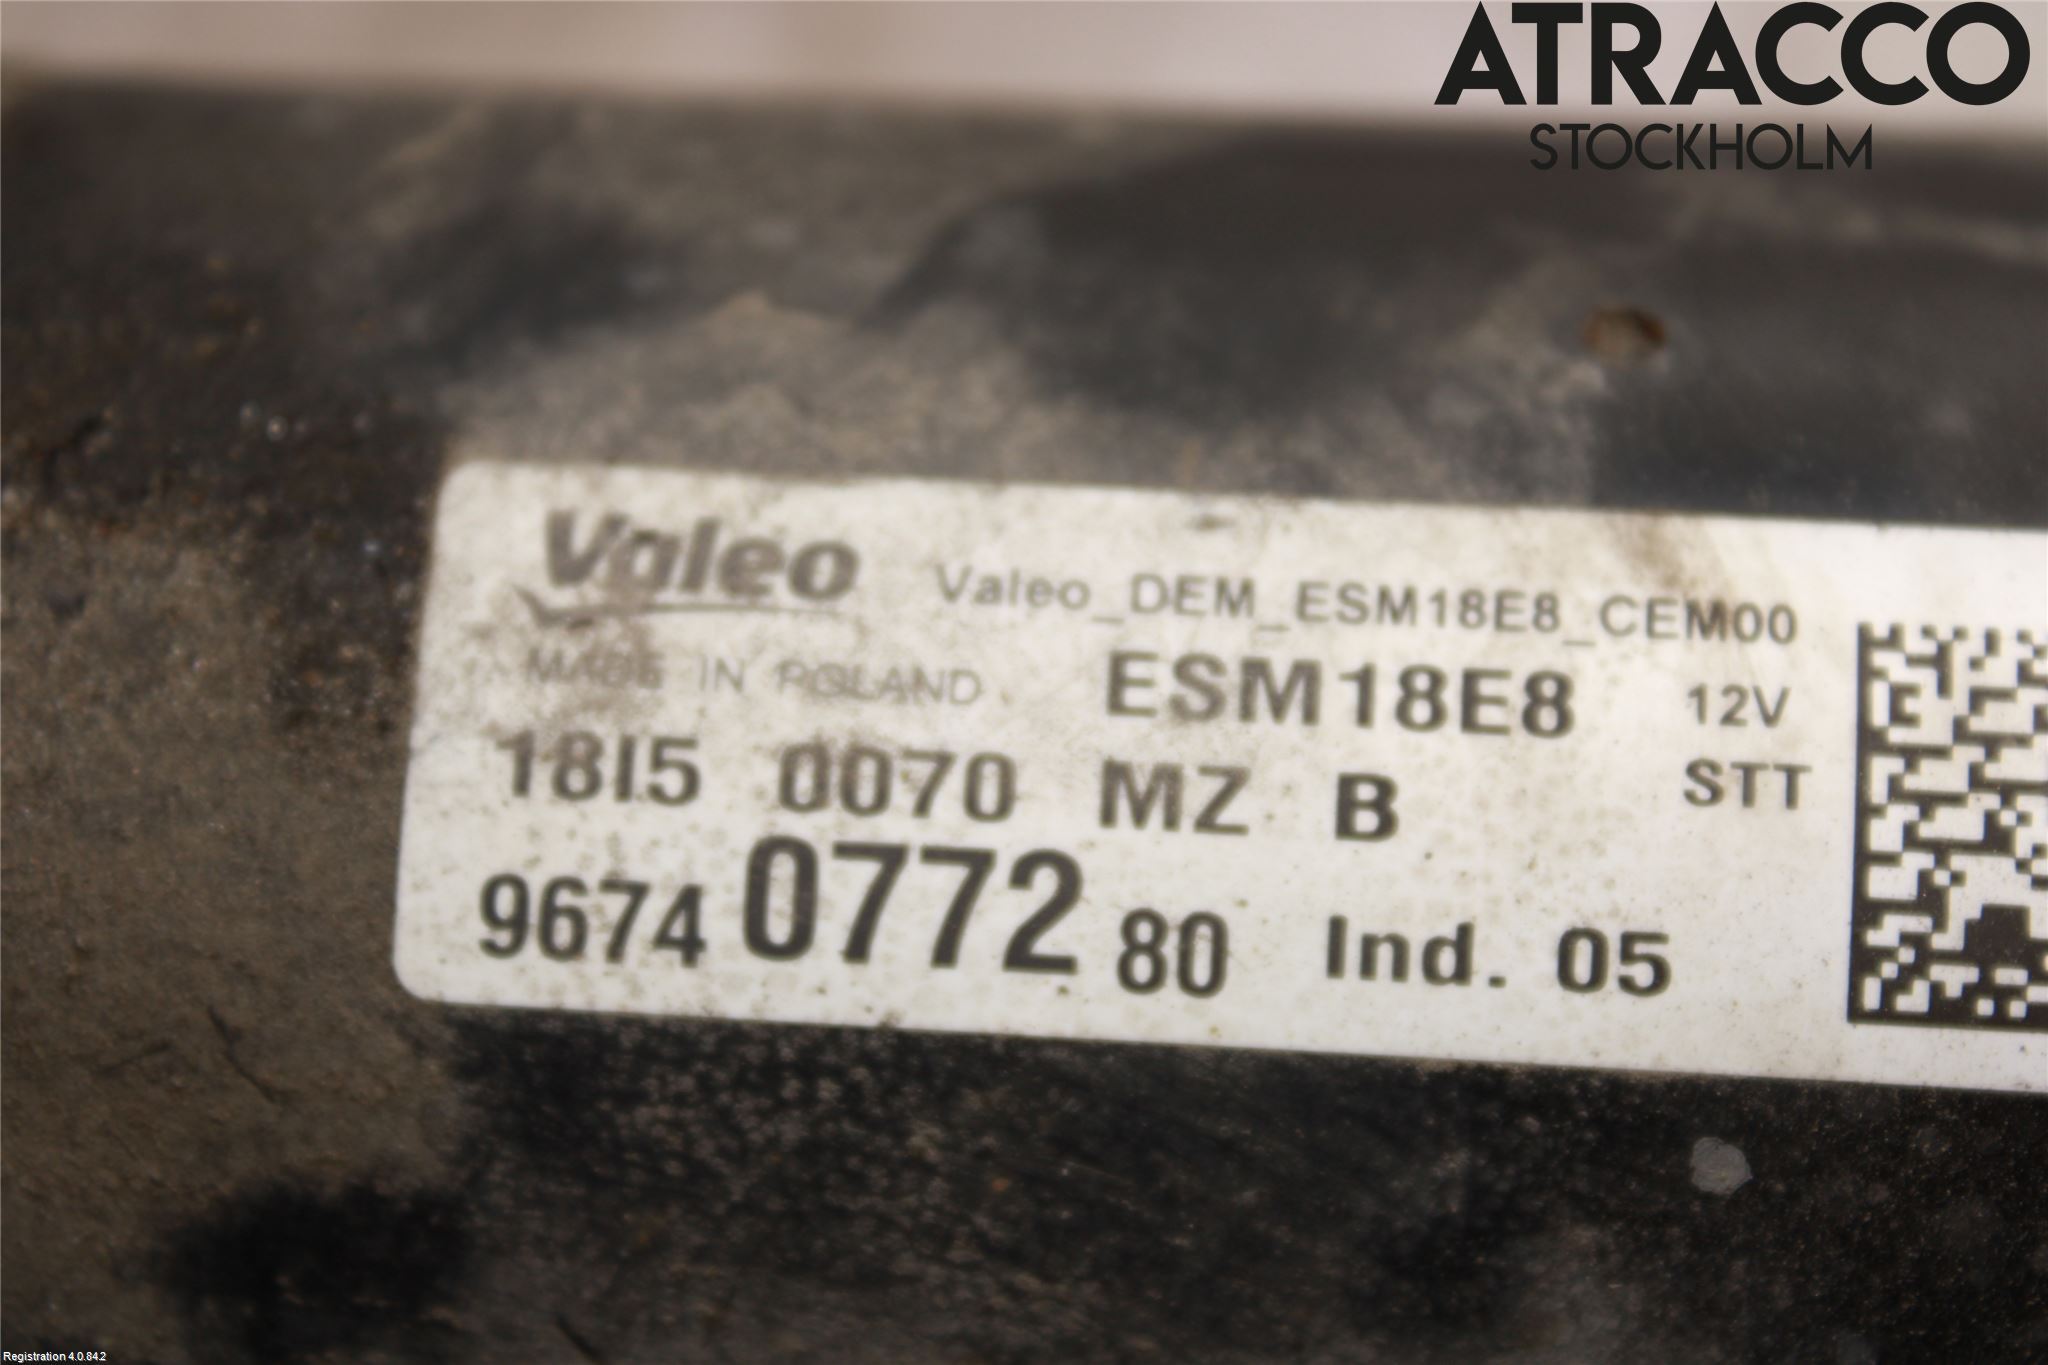 ATRACCO
STOCKHOLM
Valeo Valeo_DEM_ESM18E8_CEM00
MADE IN POLAND ESM18E8 12V
18I5 0070 MZ B STT
9674 0772 80 Ind. 05
Registration 4.0.84.2